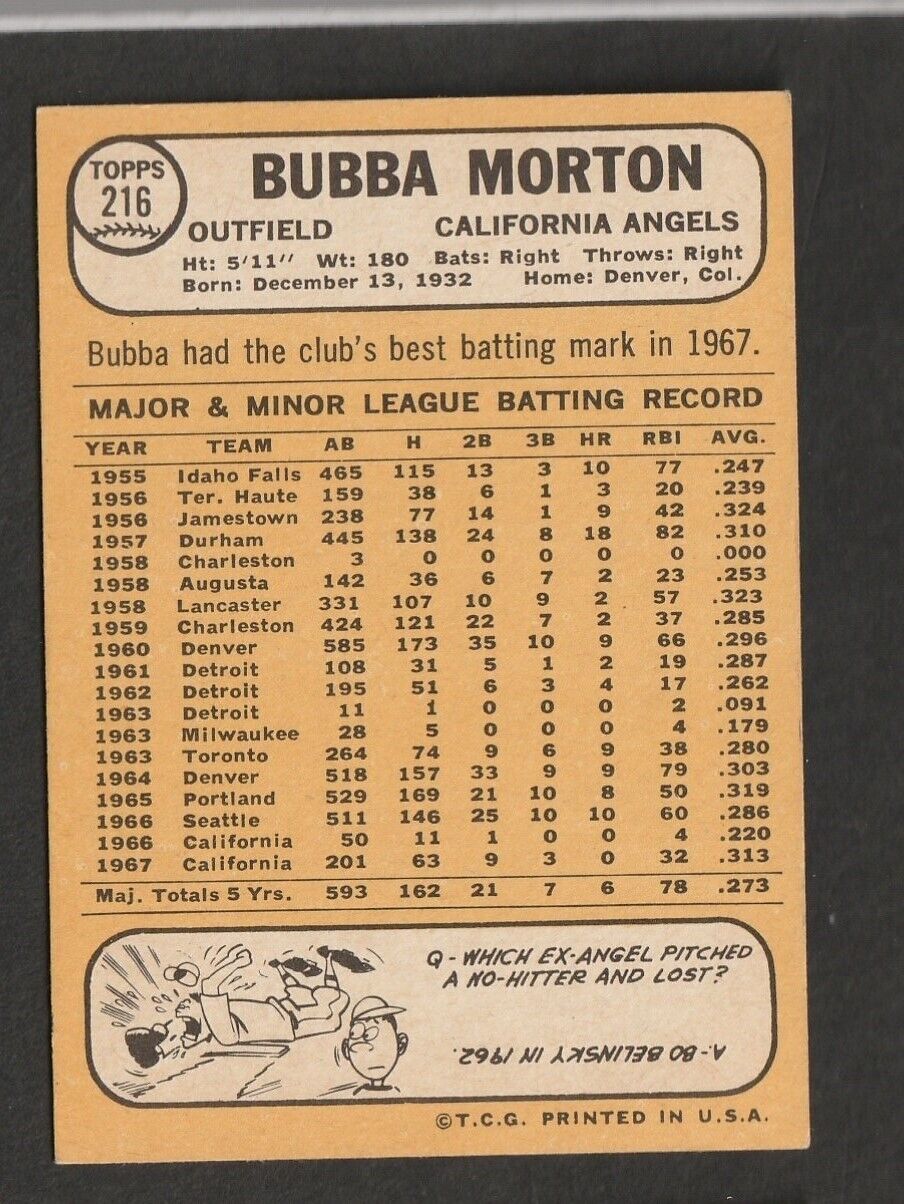 TOPPS
216
BUBBA MORTON
OUTFIELD CALIFORNIA ANGELS
Ht: 5'11" Wt: 180 Bats: Right Throws: Right
Born: December 13, 1932 Home: Denver, Col.
Bubba had the club's best batting mark in 1967.
MAJOR & MINOR LEAGUE BATTING RECORD
YEAR TEAM AB H 2B 3B HR RBI AVG.
1955 Idaho Falls 465 115 13 3 10 77 .247
1956 Ter. Haute 159 38 6 1 3 20 .239
1956 Jamestown 238 77 14 1 9 42 .324
1957 Durham 445 138 24 8 18 82 .310
1958 Charleston 3 0 0 0 0 0 .000
1958 Augusta 142 36 6 7 2 23 .253
1958 Lancaster 331 107 10 9 2 57 .323
1959 Charleston 424 121 22 7 2 37 .285
1960 Denver 585 173 35 10 9 66 .296
1961 Detroit 108 31 5 1 2 19 .287
1962 Detroit 195 51 6 3 4 17 .262
1963 Detroit 11 1 0 0 0 2 .091
1963 Milwaukee 28 5 0 0 0 4 .179
1963 Toronto 264 74 9 6 9 38 .280
1964 Denver 518 157 33 9 9 79 .303
1965 Portland 529 169 21 10 8 50 .319
1966 Seattle 511 146 25 10 10 60 .286
1966 California 50 11 1 0 0 4 .220
1967 California 201 63 9 3 0 32 .313
Maj. Totals 5 Yrs. 593 162 21 7 6 78 .273
Q - WHICH EX-ANGEL PITCHED
A NO-HITTER AND LOST?
A.- BO BELINSKY IN 1962.
©T.C.G. PRINTED IN U.S.A.